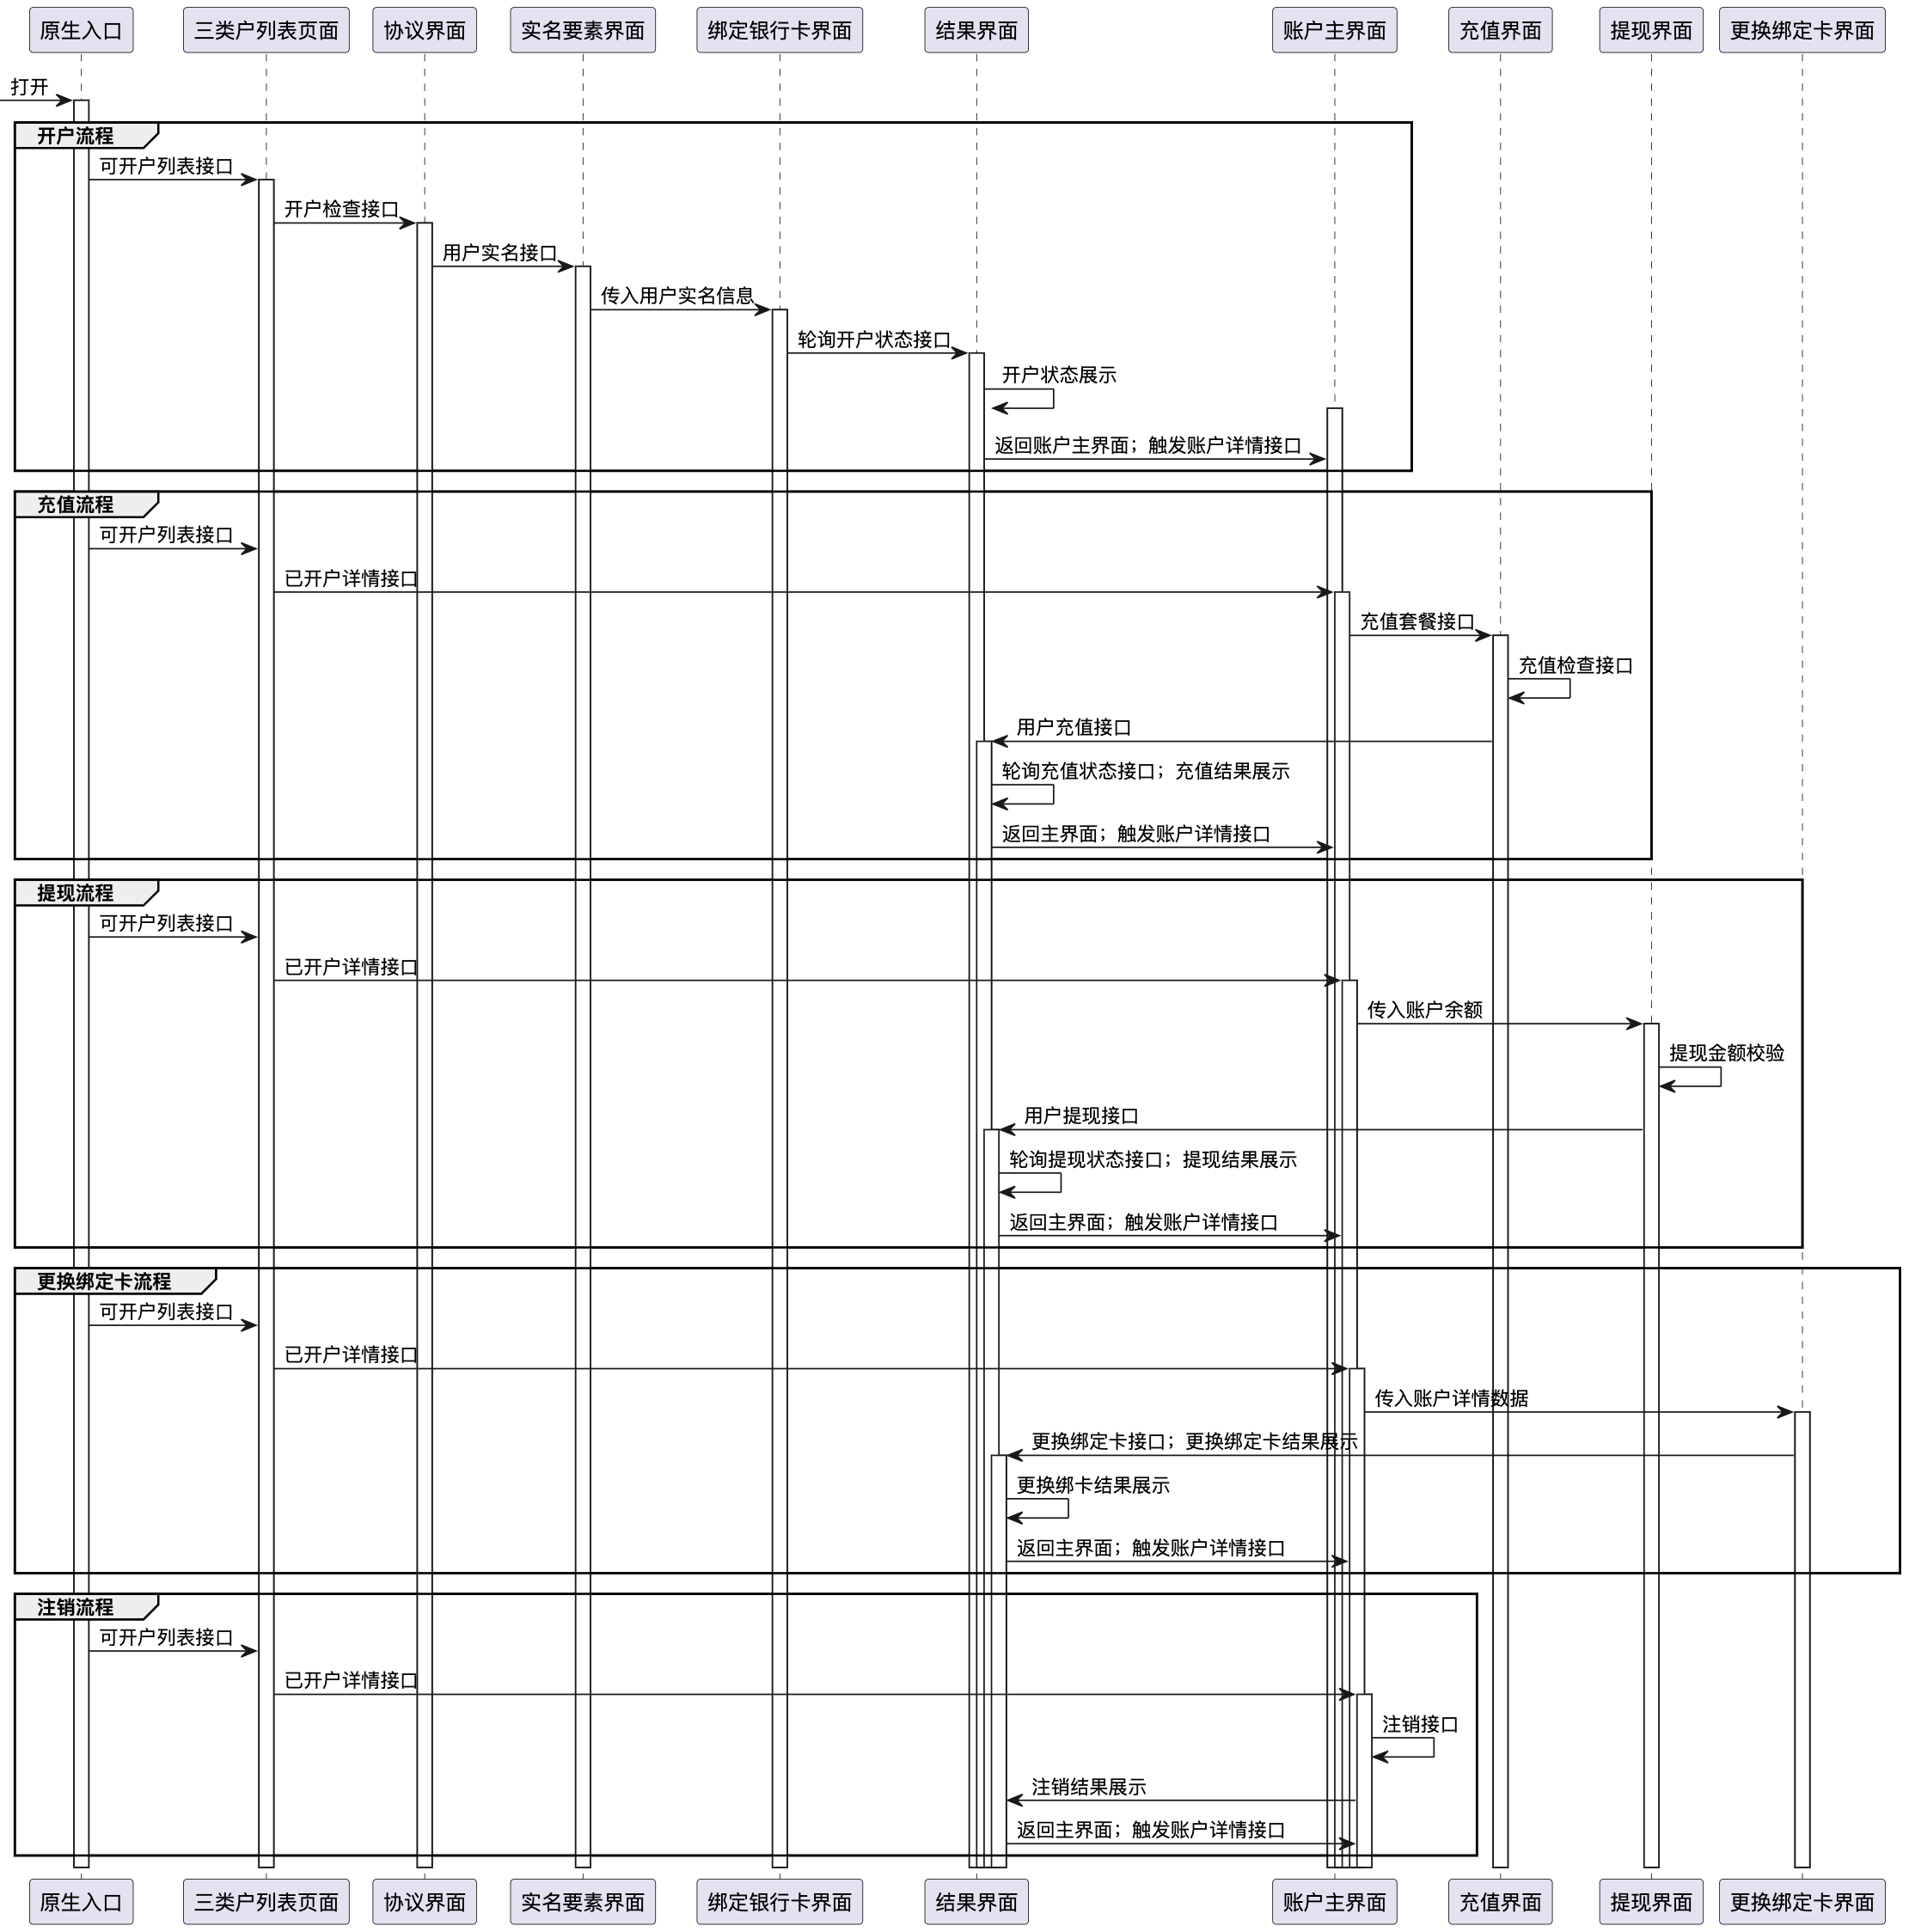 原生入口
三类户列表页面
协议界面
实名要素界面
绑定银行卡界面
结果界面
账户主界面
充值界面
提现界面
更换绑定卡界面
打开
开户流程
可开户列表接口
开户检查接口
用户实名接口
传入用户实名信息
轮询开户状态接口
开户状态展示
返回账户主界面；触发账户详情接口
充值流程
可开户列表接口
已开户详情接口
充值套餐接口
充值检查接口
用户充值接口
轮询充值状态接口；充值结果展示
返回主界面；触发账户详情接口
提现流程
可开户列表接口
已开户详情接口
传入账户余额
提现金额校验
用户提现接口
轮询提现状态接口；提现结果展示
返回主界面；触发账户详情接口
更换绑定卡流程
可开户列表接口
已开户详情接口
传入账户详情数据
更换绑定卡接口；更换绑定卡结果展示
更换绑卡结果展示
返回主界面；触发账户详情接口
注销流程
可开户列表接口
已开户详情接口
注销接口
注销结果展示
返回主界面；触发账户详情接口
原生入口
三类户列表页面
协议界面
实名要素界面
绑定银行卡界面
结果界面
账户主界面
充值界面
提现界面
更换绑定卡界面